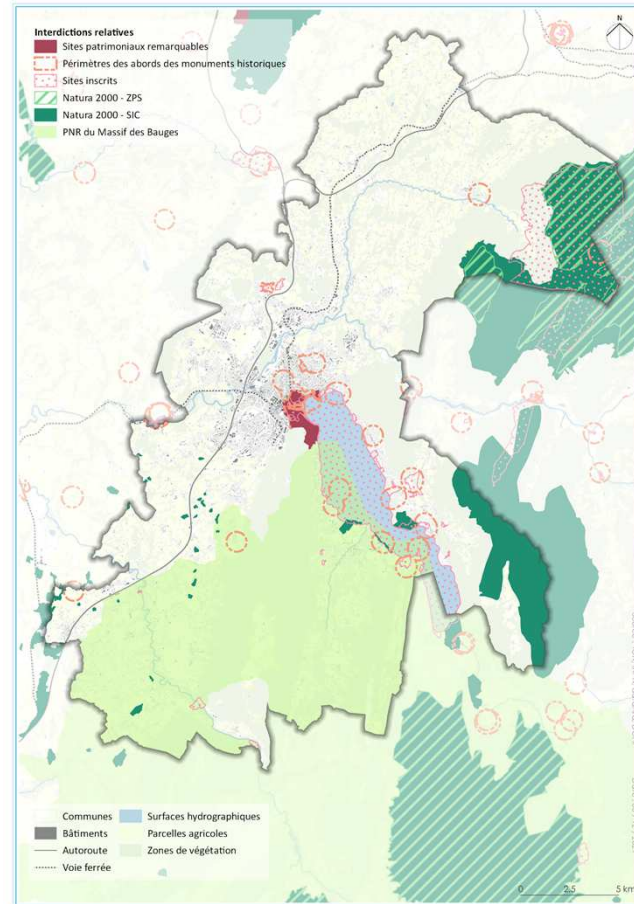 Interdictions relatives
Sites patrimoniaux remarquables
Périmètres des abords des monuments historiques
Sites inscrits
Natura 2000 - ZPS
Natura 2000 - SIC
PNR du Massif des Bauges
N
Communes
Bâtiments
Autoroute
Voie ferrée
Surfaces hydrographiques
Parcelles agricoles
Zones de végétation
0 2,5 5 km